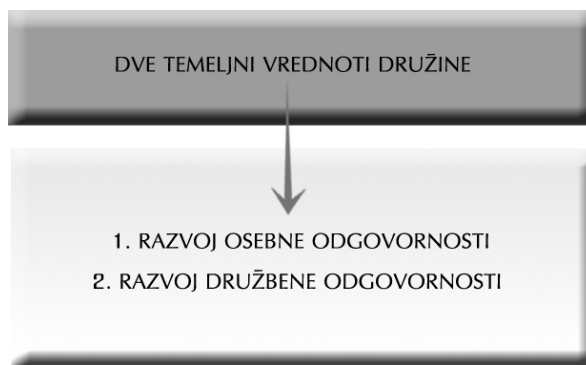 DVE TEMELJNI VREDNOTI DRUŽINE
1. RAZVOJ OSEBNE ODGOVORNOSTI
2. RAZVOJ DRUŽBENE ODGOVORNOSTI